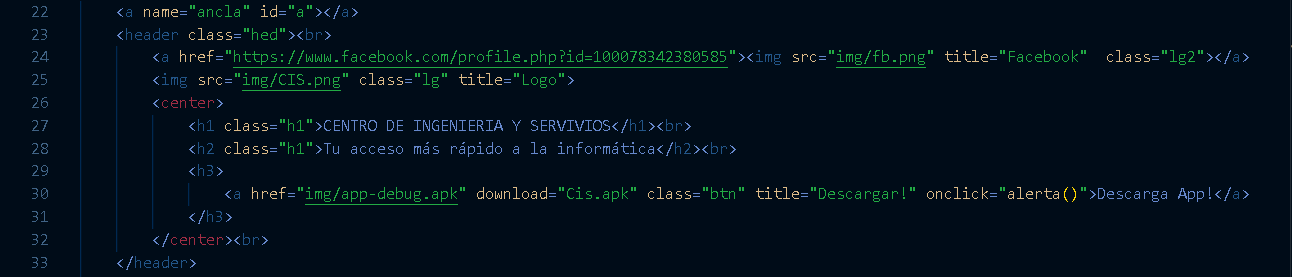 22 <a name="ancla" id="a"></a>
23 <header class="hed"><br>
24 <a href="https://www.facebook.com/profile.php?id=100078342380585"><img src="img/fb.png" title="Facebook"  class="lg2"></a>
25 <img src="img/CIS.png" class="lg" title="Logo">
26 <center>
27 <h1 class="h1">CENTRO DE INGENIERIA Y SERVIVIOS</h1><br>
28 <h2 class="h1">Tu acceso más rápido a la informática</h2><br>
29 <h3>
30 <a href="img/app-debug.apk" download="Cis.apk" class="btn" title="Descargar!" onclick="alerta()">Descarga App!</a>
31 </h3>
32 </center><br>
33 </header>